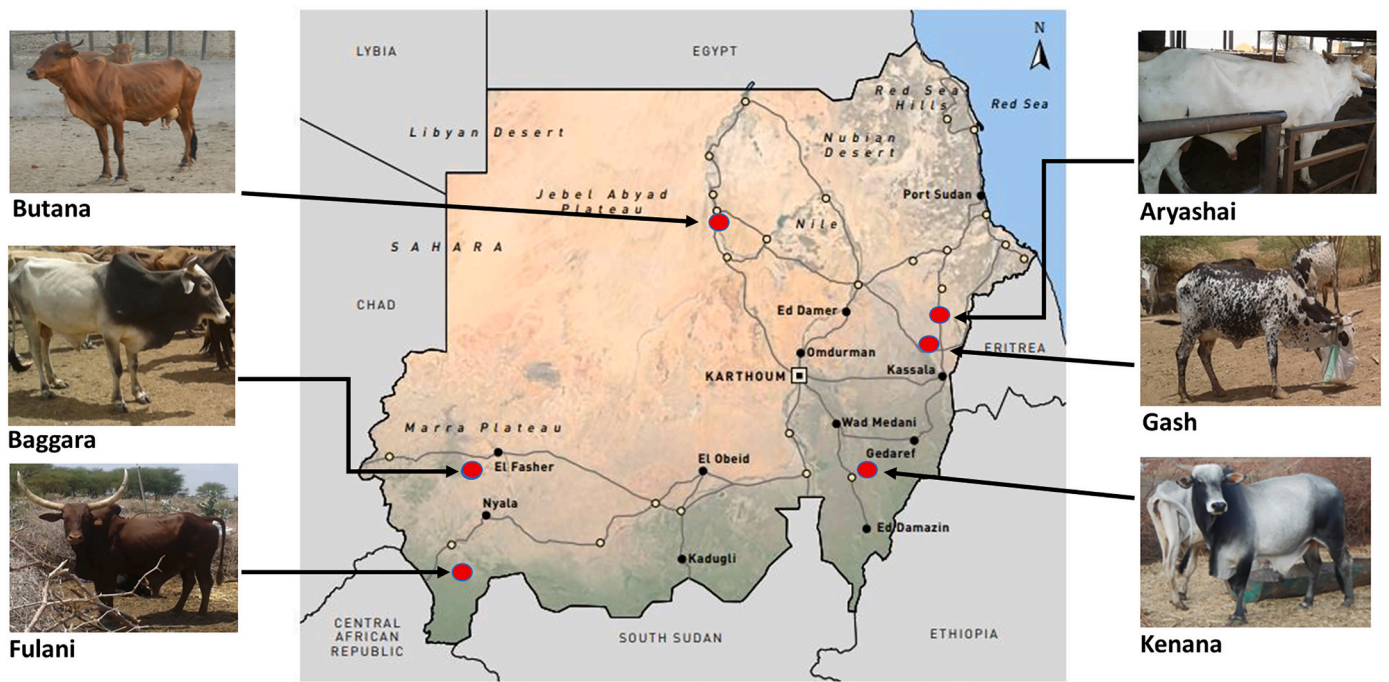 Butana
Baggara
Fulani
LYBIA
EGYPT
N
Red Sea
Hills
Red Sea
Libyan Desert
Nubian
Desert
Jebel Abyad
Plateau
Port Sudan
Nile
SAHARA
CHAD
Ed Damer
ERITREA
Omdurman
KARTHOUM
Kassala
Marra Plateau
Wad Medani
El Fasher
El Obeid
Gedaref
Nyala
Ed Damazin
Kadugli
CENTRAL
AFRICAN
REPUBLIC
SOUTH SUDAN
ETHIOPIA
Aryashai
Gash
Kenana